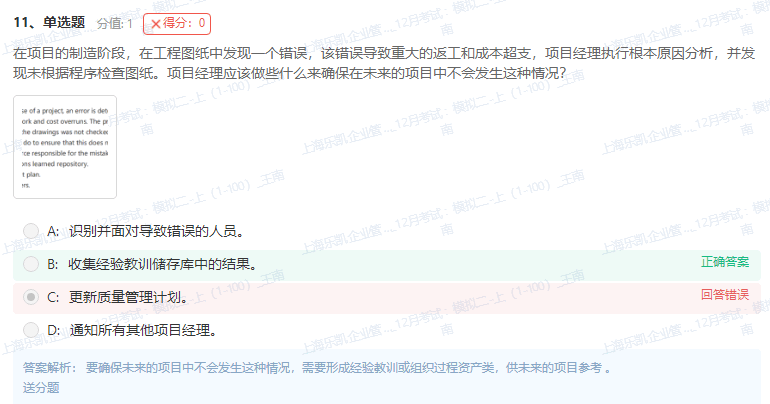 11、单选题 分值: 1 ✕得分：0
在项目的制造阶段，在工程图纸中发现一个错误，该错误导致重大的返工和成本超支，项目经理执行根本原因分析，并发
现未根据程序检查图纸。项目经理应该做些什么来确保在未来的项目中不会发生这种情况？
se of a project, an error is dete
ork and cost overruns. The pr
he drawings was not checked
do to ensure that this does n
rce responsible for the mistak
ons learned repository.
t plan.
ers.
A: 识别并面对导致错误的人员。
B: 收集经验教训储存库中的结果。 正确答案
C: 更新质量管理计划。 回答错误
D: 通知所有其他项目经理。
答案解析： 要确保未来的项目中不会发生这种情况，需要形成经验教训或组织过程资产类，供未来的项目参考 。
送分题
上海乐凯企业管...，12月考试：模拟二-上（1-100）_王南